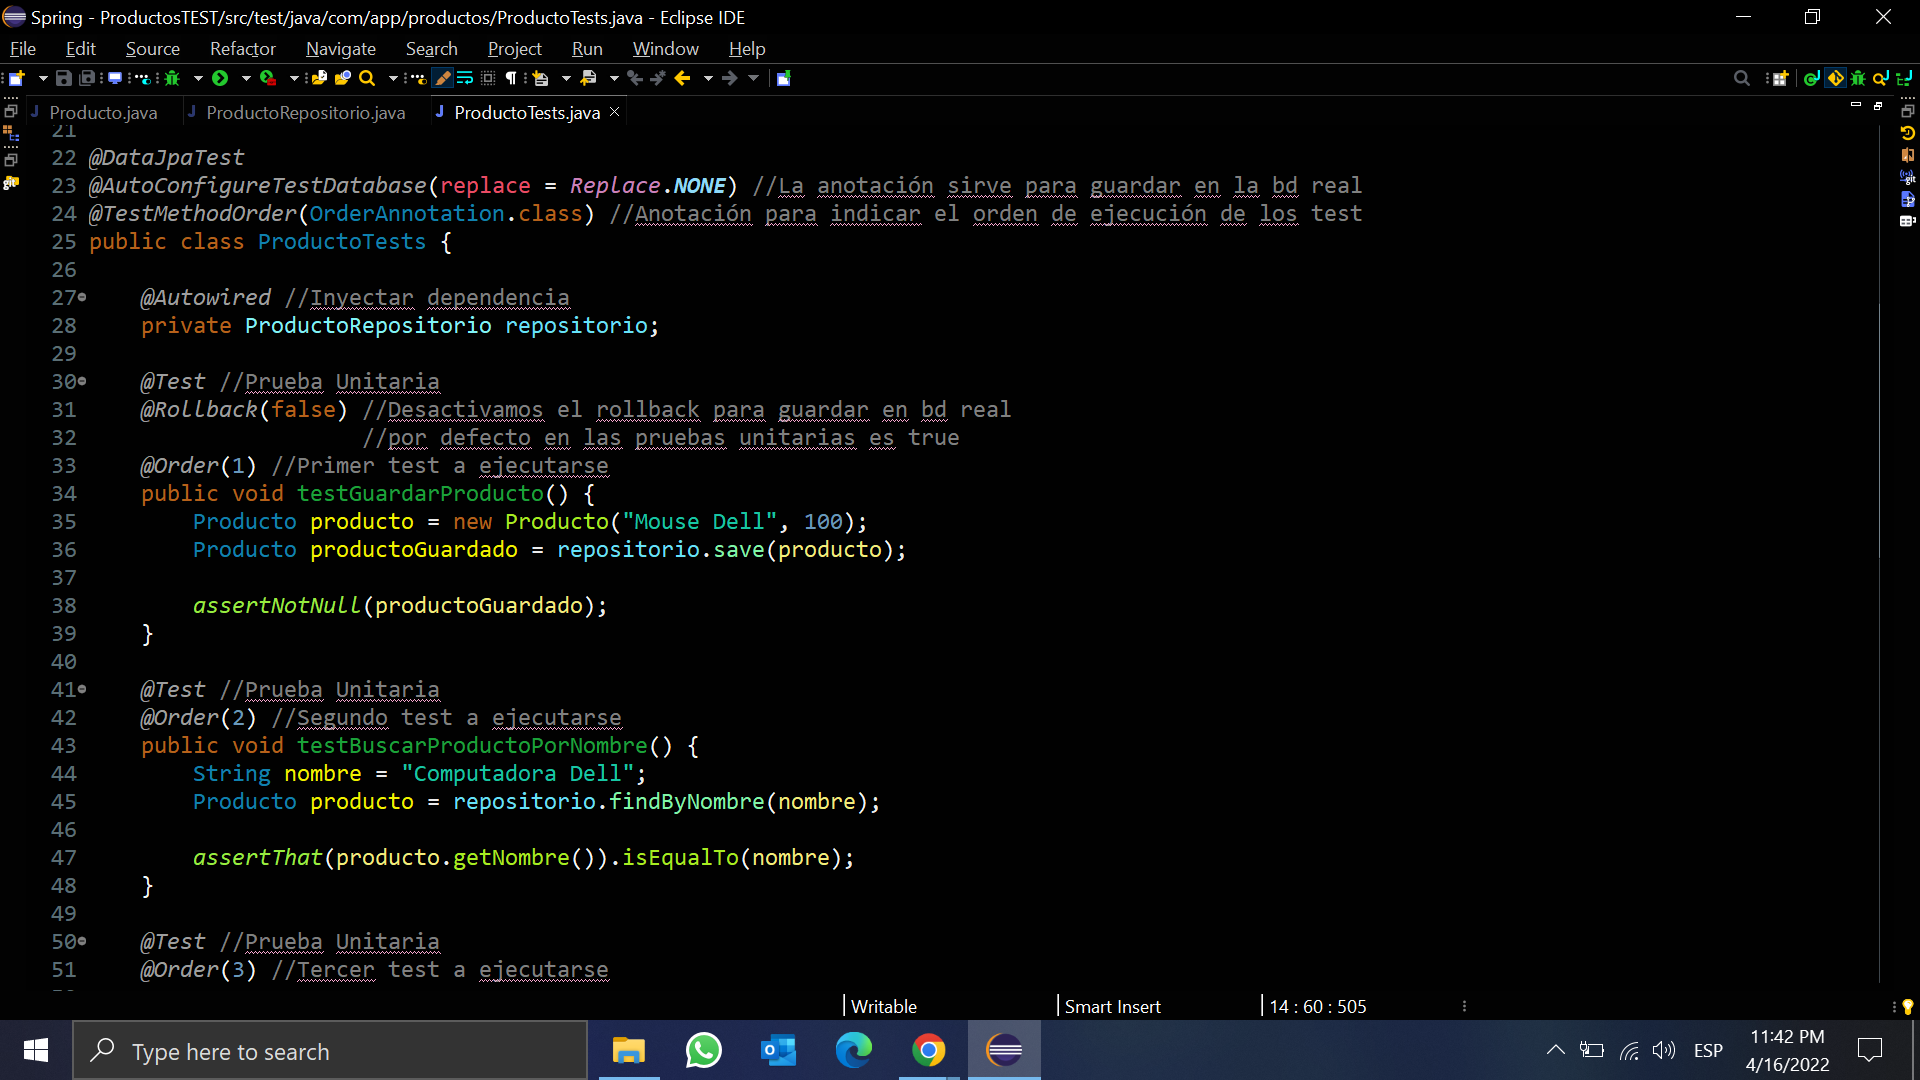 Spring - ProductosTEST/src/test/java/com/app/productos/ProductoTests.java - Eclipse IDE
File Edit Source Refactor Navigate Search Project Run Window Help
Producto.java ProductoRepositorio.java ProductoTests.java
21
22 @DataJpaTest
23 @AutoConfigureTestDatabase(replace = Replace.NONE) //La anotación sirve para guardar en la bd real
24 @TestMethodOrder(OrderAnnotation.class) //Anotación para indicar el orden de ejecución de los test
25 public class ProductoTests {
26
27 @Autowired //Inyectar dependencia
28 private ProductoRepositorio repositorio;
29
30 @Test //Prueba Unitaria
31 @Rollback(false) //Desactivamos el rollback para guardar en bd real
32 //por defecto en las pruebas unitarias es true
33 @Order(1) //Primer test a ejecutarse
34 public void testGuardarProducto() {
35 Producto producto = new Producto("Mouse Dell", 100);
36 Producto productoGuardado = repositorio.save(producto);
37
38 assertNotNull(productoGuardado);
39 }
40
41 @Test //Prueba Unitaria
42 @Order(2) //Segundo test a ejecutarse
43 public void testBuscarProductoPorNombre() {
44 String nombre = "Computadora Dell";
45 Producto producto = repositorio.findByNombre(nombre);
46
47 assertThat(producto.getNombre()).isEqualTo(nombre);
48 }
49
50 @Test //Prueba Unitaria
51 @Order(3) //Tercer test a ejecutarse
Writable Smart Insert 14 : 60 : 505
Type here to search
ESP
11:42 PM
4/16/2022